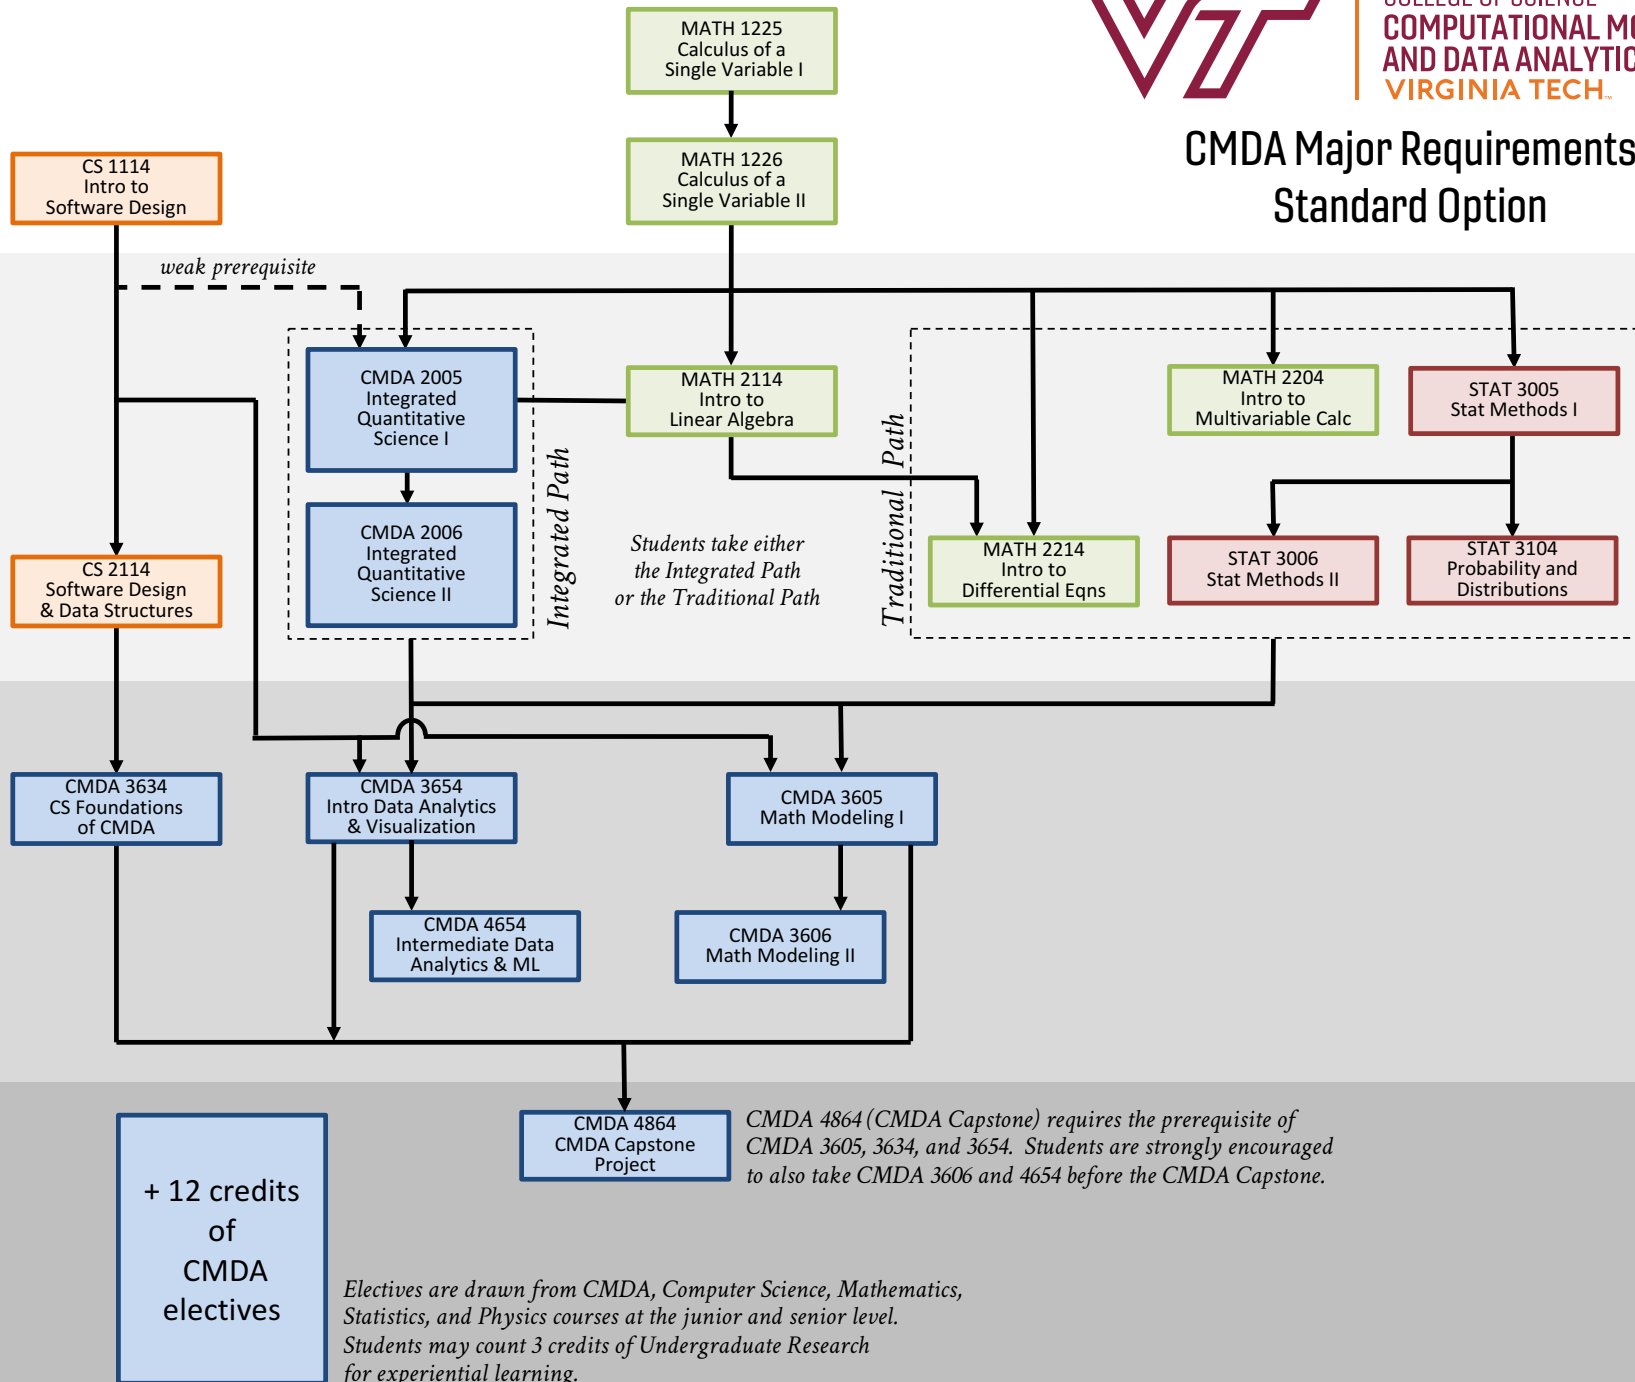 MATH 1225
Calculus of a
Single Variable I
COMPUTATIONAL
AND DATA
VIRGINIA TECH™
CMDA Major Requirements
Standard Option
CS 1114
Intro to
Software Design
MATH 1226
Calculus of a
Single Variable II
weak prerequisite
CMDA 2005
Integrated
Quantitative
Science I
MATH 2114
Intro to
Linear Algebra
MATH 2204
Intro to
Multivariable Calc
STAT 3005
Stat Methods I
Integrated Path
Traditional Path
CS 2114
Software Design
& Data Structures
CMDA 2006
Integrated
Quantitative
Science II
Students take either
the Integrated Path
or the Traditional Path
MATH 2214
Intro to
Differential Eqns
STAT 3006
Stat Methods II
STAT 3104
Probability and
Distributions
CMDA 3634
CS Foundations
of CMDA
CMDA 3654
Intro Data Analytics
& Visualization
CMDA 3605
Math Modeling I
CMDA 4654
Intermediate Data
Analytics & ML
CMDA 3606
Math Modeling II
CMDA 4864
CMDA Capstone
Project
CMDA 4864 (CMDA Capstone) requires the prerequisite of
CMDA 3605, 3634, and 3654. Students are strongly encouraged
to also take CMDA 3606 and 4654 before the CMDA Capstone.
+ 12 credits
of
CMDA
electives
Electives are drawn from CMDA, Computer Science, Mathematics,
Statistics, and Physics courses at the junior and senior level.
Students may count 3 credits of Undergraduate Research
for experiential learning.